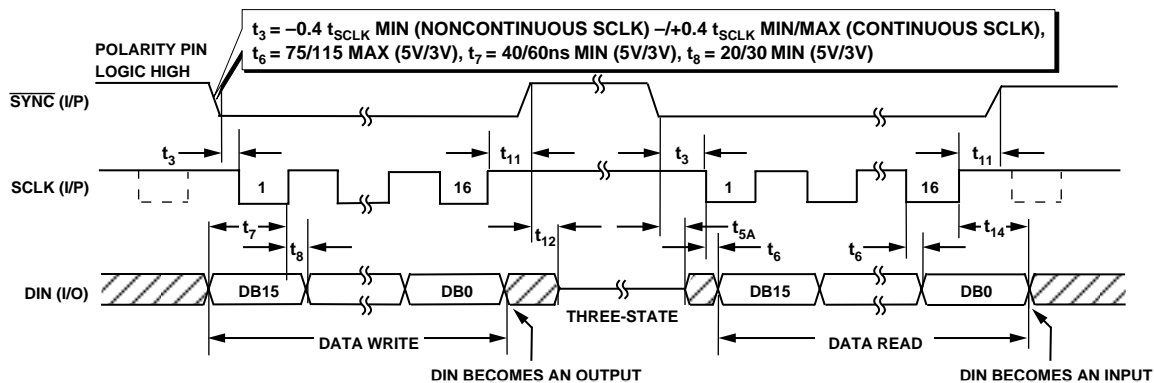 t3 = –0.4 tSCLK MIN (NONCONTINUOUS SCLK) –/+0.4 tSCLK MIN/MAX (CONTINUOUS SCLK),
t6 = 75/115 MAX (5V/3V), t7 = 40/60ns MIN (5V/3V), t8 = 20/30 MIN (5V/3V)
POLARITY PIN
LOGIC HIGH
SYNC (I/P)
t3
t11
t3
t11
SCLK (I/P)
1
16
1
16
t7
t8
t12
t5A
t6
t6
t14
DIN (I/O)
DB15
DB0
THREE-STATE
DB15
DB0
DATA WRITE
DATA READ
DIN BECOMES AN OUTPUT
DIN BECOMES AN INPUT